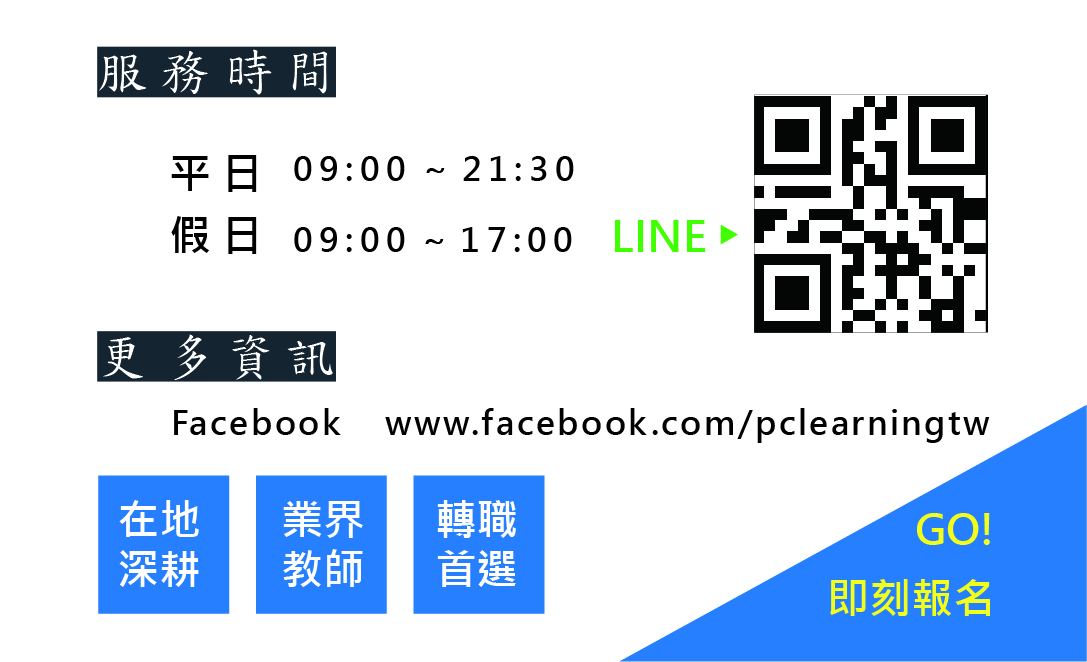 服務時間
平日 09:00 ~ 21:30
假日 09:00 ~ 17:00
LINE
更多資訊
Facebook www.facebook.com/pclearningtw
在地
深耕
業界
教師
轉職
首選
GO!
即刻報名